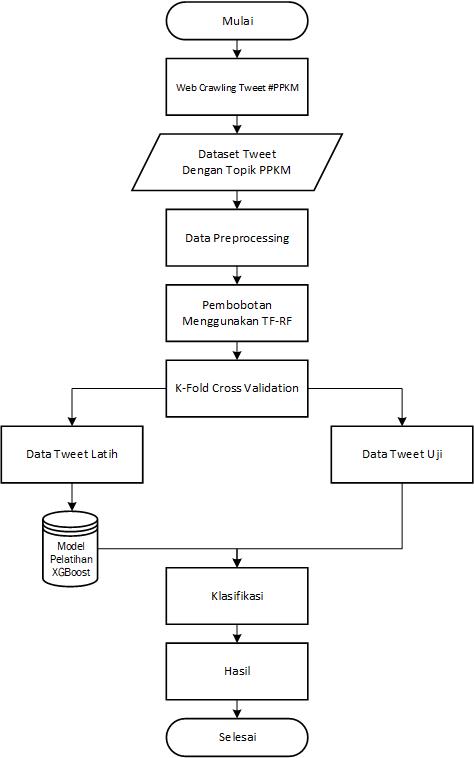 Mulai
Web Crawling Tweet #PPKM
Dataset Tweet
Dengan Topik PPKM
Data Preprocessing
Pembobotan
Menggunakan TF-RF
K-Fold Cross Validation
Data Tweet Latih
Data Tweet Uji
Model
Pelatihan
XGBoost
Klasifikasi
Hasil
Selesai